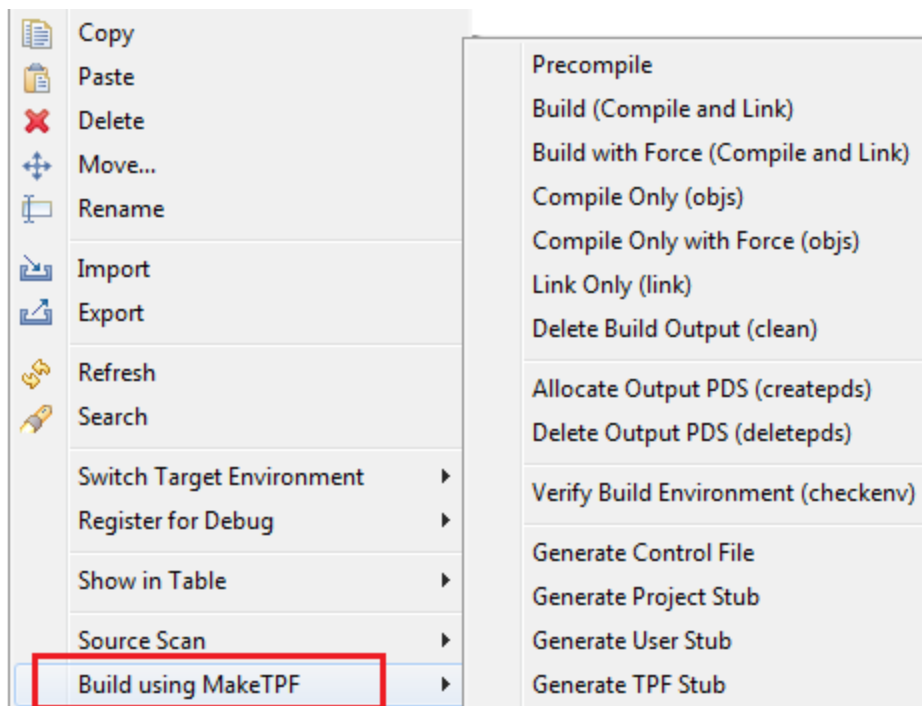 Copy
Paste
Delete
Move...
Rename
Import
Export
Refresh
Search
Switch Target Environment
Register for Debug
Show in Table
Source Scan
Build using MakeTPF
Precompile
Build (Compile and Link)
Build with Force (Compile and Link)
Compile Only (objs)
Compile Only with Force (objs)
Link Only (link)
Delete Build Output (clean)
Allocate Output PDS (createpds)
Delete Output PDS (deletepds)
Verify Build Environment (checkenv)
Generate Control File
Generate Project Stub
Generate User Stub
Generate TPF Stub